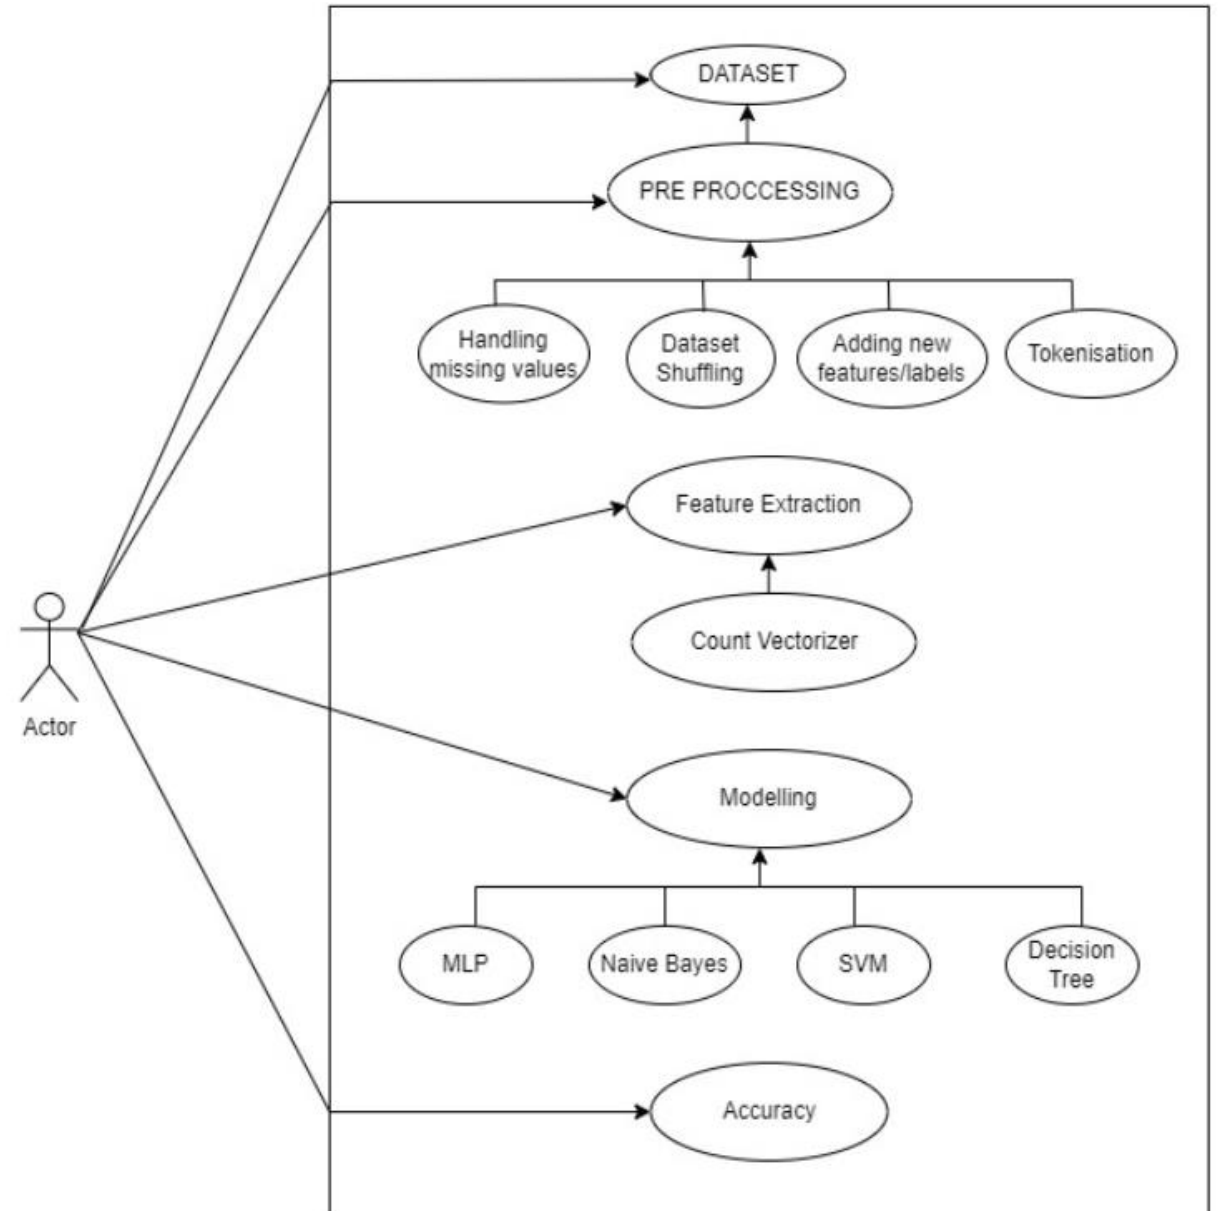 DATASET
PRE PROCCESSING
Handling
missing values
Dataset
Shuffling
Adding new
features/labels
Tokenisation
Feature Extraction
Count Vectorizer
Actor
Modelling
MLP
Naive Bayes
SVM
Decision
Tree
Accuracy